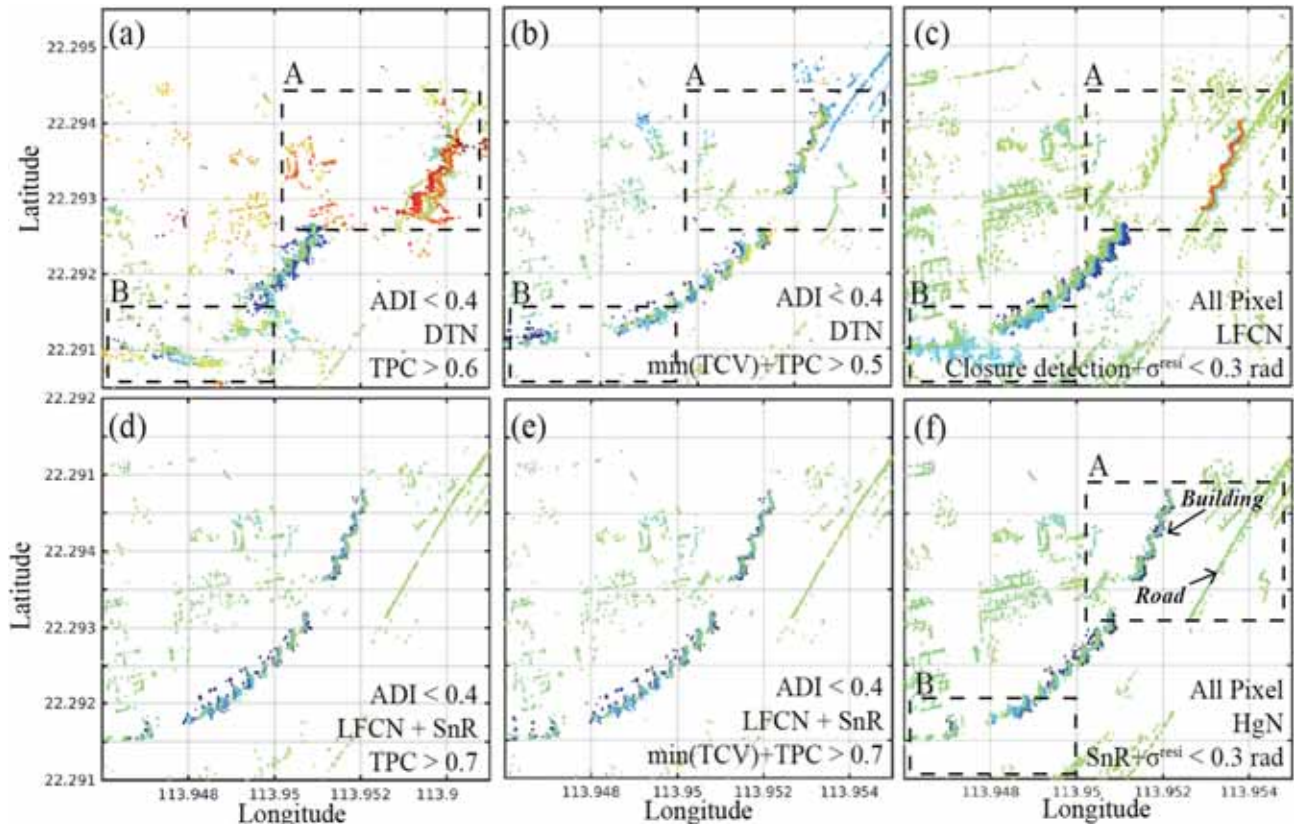 (a)
A
B
ADI < 0.4
DTN
TPC > 0.6
(b)
A
B
ADI < 0.4
DTN
min(TCV)+TPC > 0.5
(c)
A
B
All Pixel
LFCN
Closure detection+σʳᵉˢⁱ < 0.3 rad
22.295
22.294
22.293
22.292
22.291
Latitude
(d)
ADI < 0.4
LFCN + SnR
TPC > 0.7
(e)
ADI < 0.4
LFCN + SnR
min(TCV)+TPC > 0.7
(f)
A
Building
Road
B
All Pixel
HgN
SnR+σʳᵉˢⁱ < 0.3 rad
22.292
22.291
22.294
22.293
22.292
22.291
Latitude
113.948 113.95 113.952 113.9
Longitude
113.948 113.95 113.952 113.954
Longitude
113.948 113.95 113.952 113.954
Longitude